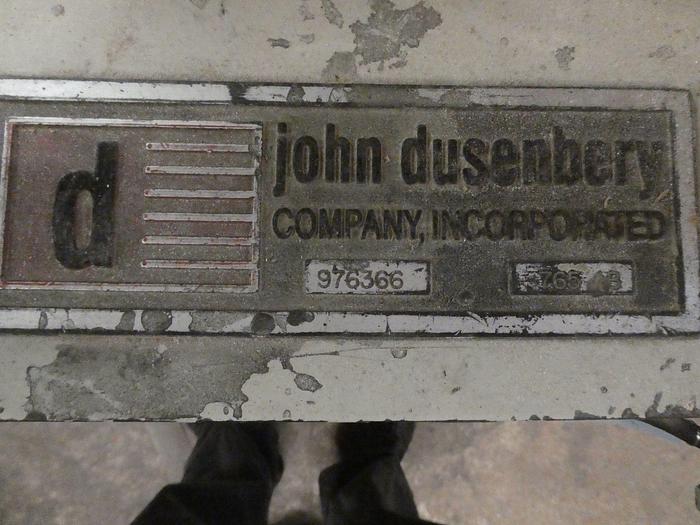 d
john dusenbery
COMPANY, INCORPORATED
976366